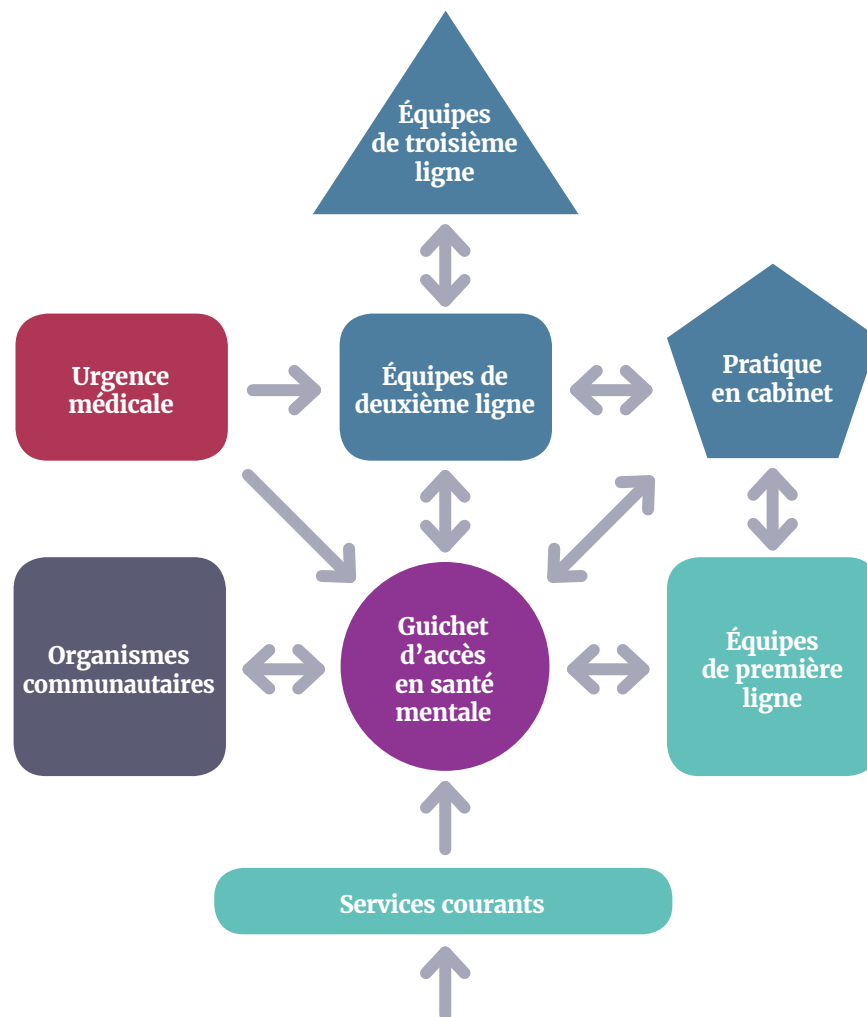 Équipes
de troisième
ligne
Urgence
médicale
Équipes de
deuxième ligne
Pratique
en cabinet
Organismes
communautaires
Guichet
d’accès
en santé
mentale
Équipes
de première
ligne
Services courants